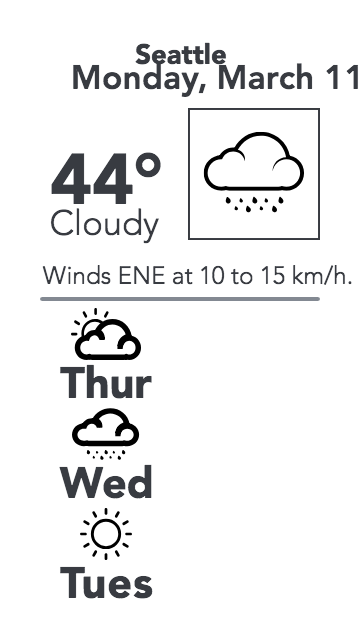 Seattle
Monday, March 11
44°
Cloudy
Winds ENE at 10 to 15 km/h.
Thur
Wed
Tues